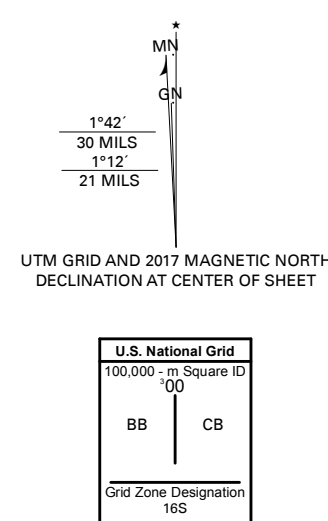 ★
MN
GN
1°42´
30 MILS
1°12´
21 MILS
UTM GRID AND 2017 MAGNETIC NORTH
DECLINATION AT CENTER OF SHEET
U.S. National Grid
100,000 - m Square ID
³00
BB CB
Grid Zone Designation
16S